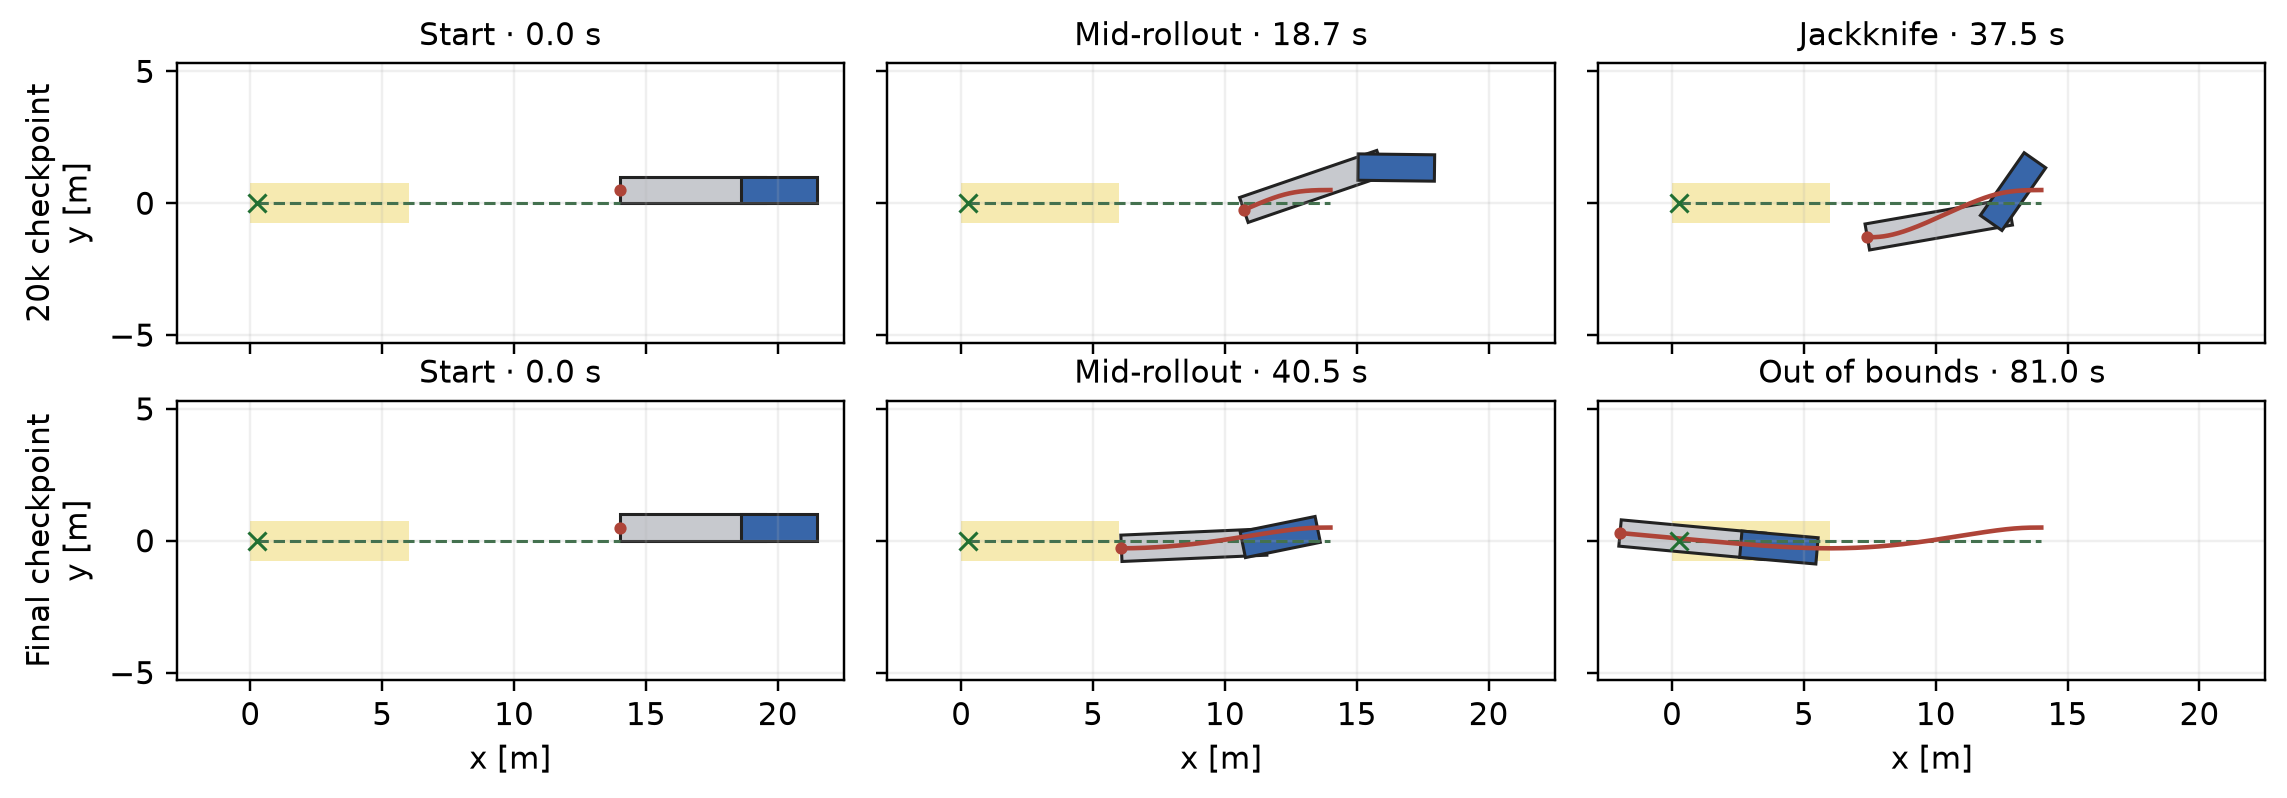 Start · 0.0 s
Mid-rollout · 18.7 s
Jackknife · 37.5 s
20k checkpoint
y [m]
5
0
−5
Start · 0.0 s
Mid-rollout · 40.5 s
Out of bounds · 81.0 s
Final checkpoint
y [m]
5
0
−5
0 5 10 15 20
0 5 10 15 20
0 5 10 15 20
x [m]
x [m]
x [m]